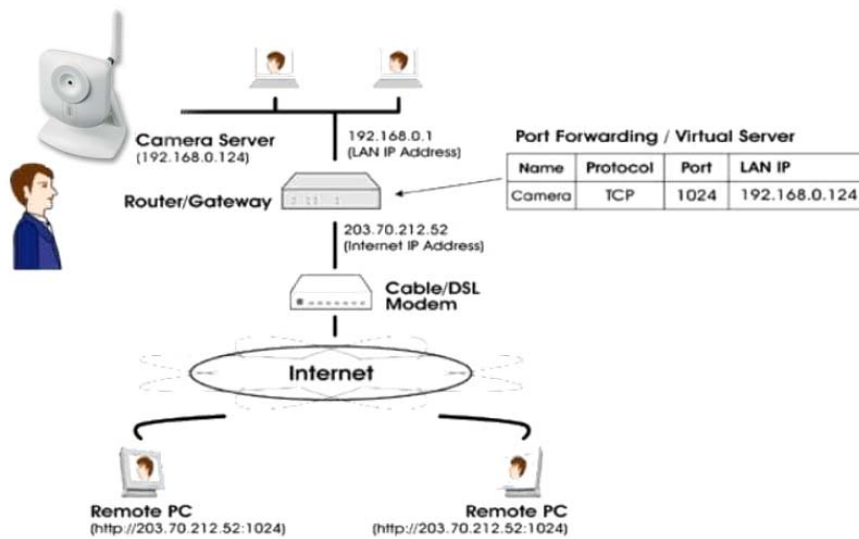 Camera Server
(192.168.0.124)
192.168.0.1
(LAN IP Address)
Port Forwarding / Virtual Server
Name Protocol Port LAN IP
Camera TCP 1024 192.168.0.124
Router/Gateway
203.70.212.52
(Internet IP Address)
Cable/DSL
Modem
Internet
Remote PC
(http://203.70.212.52:1024)
Remote PC
(http://203.70.212.52:1024)